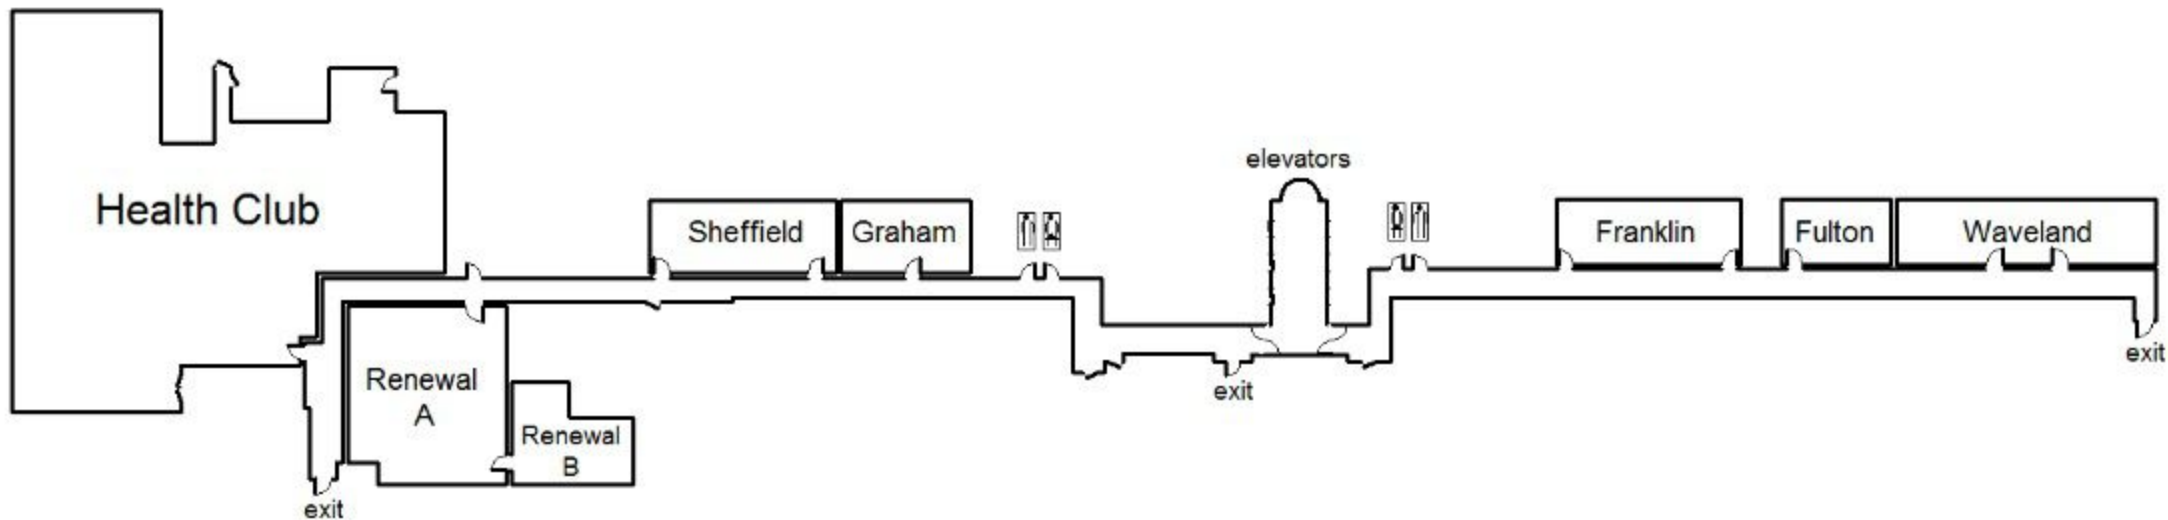 elevators
Health Club
Sheffield
Graham
Franklin
Fulton
Waveland
exit
exit
Renewal
A
Renewal
B
exit